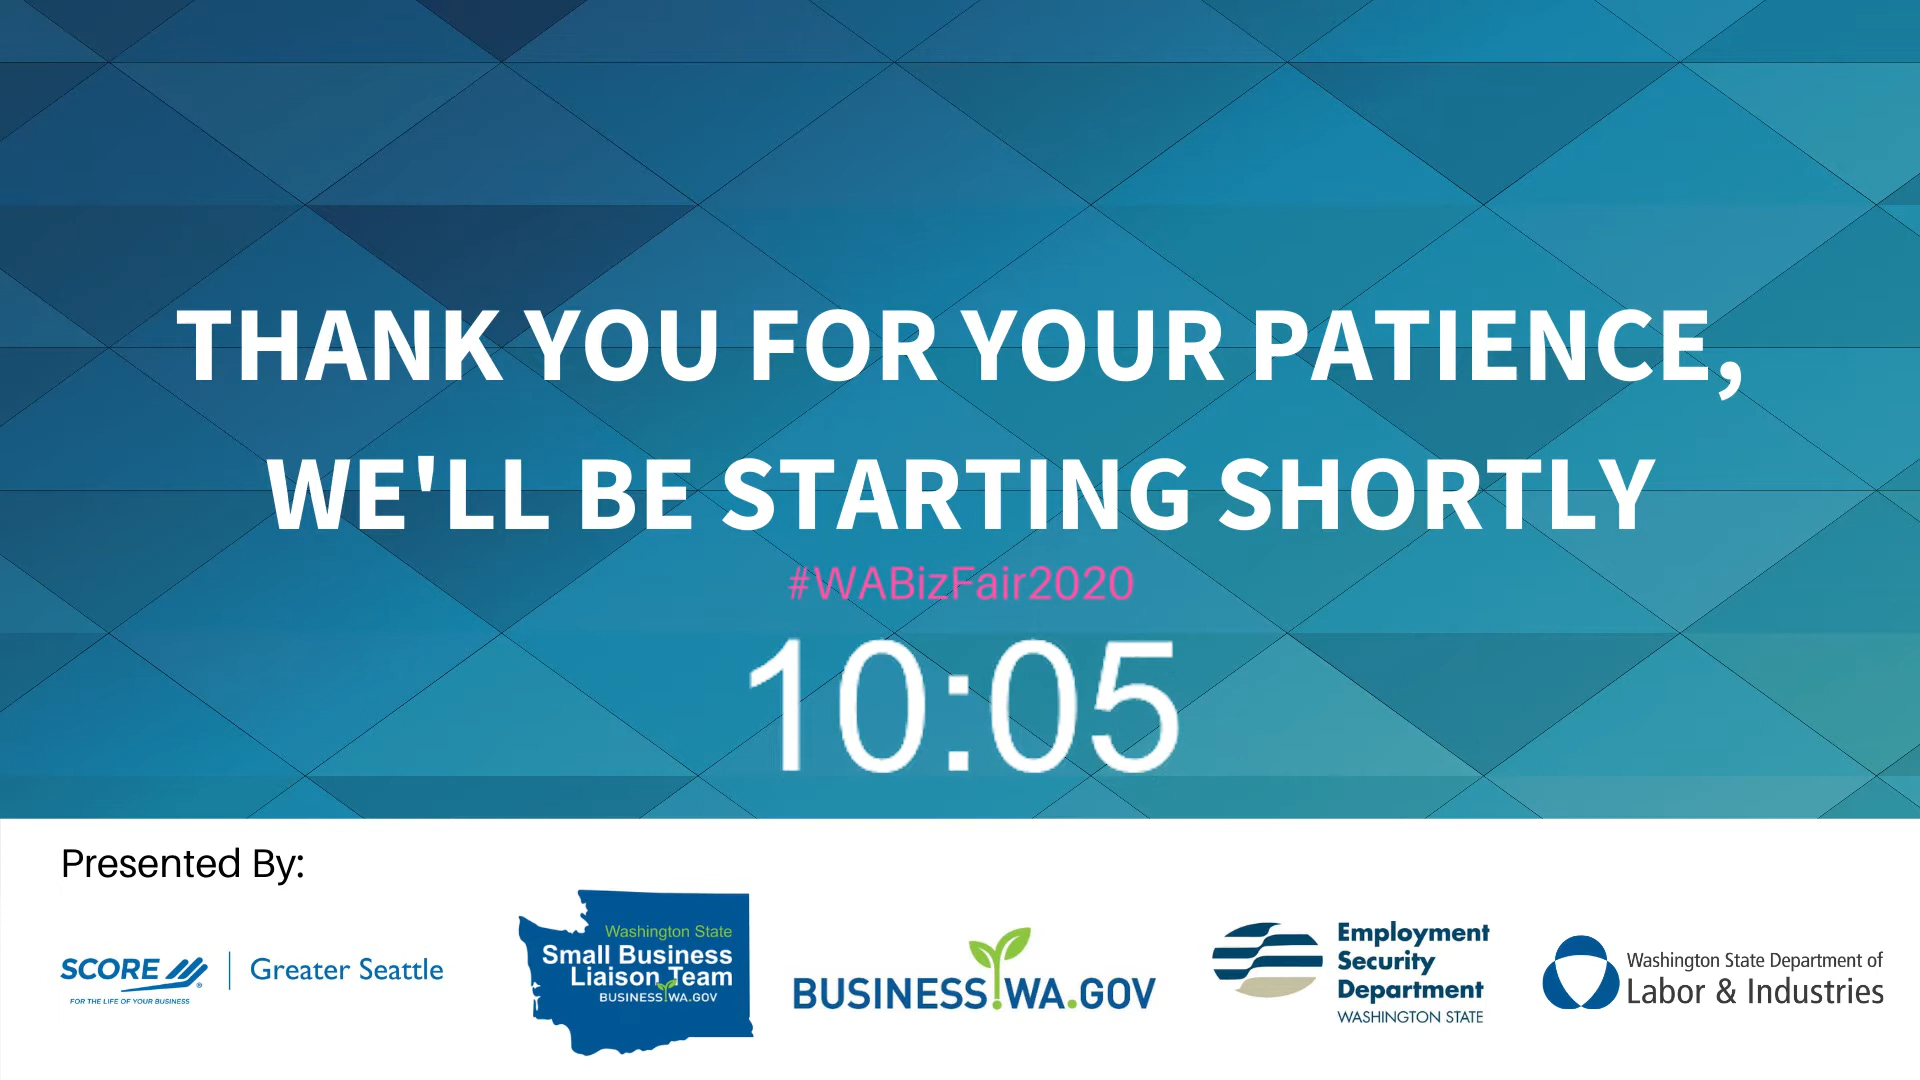 THANK YOU FOR YOUR PATIENCE,
WE'LL BE STARTING SHORTLY
#WABizFair2020
10:05
Presented By:
SCORE
FOR THE LIFE OF YOUR BUSINESS
Greater Seattle
Washington State
Small Business
Liaison Team
BUSINESS WA.GOV
BUSINESS WA.GOV
Employment
Security
Department
WASHINGTON STATE
Washington State Department of
Labor & Industries